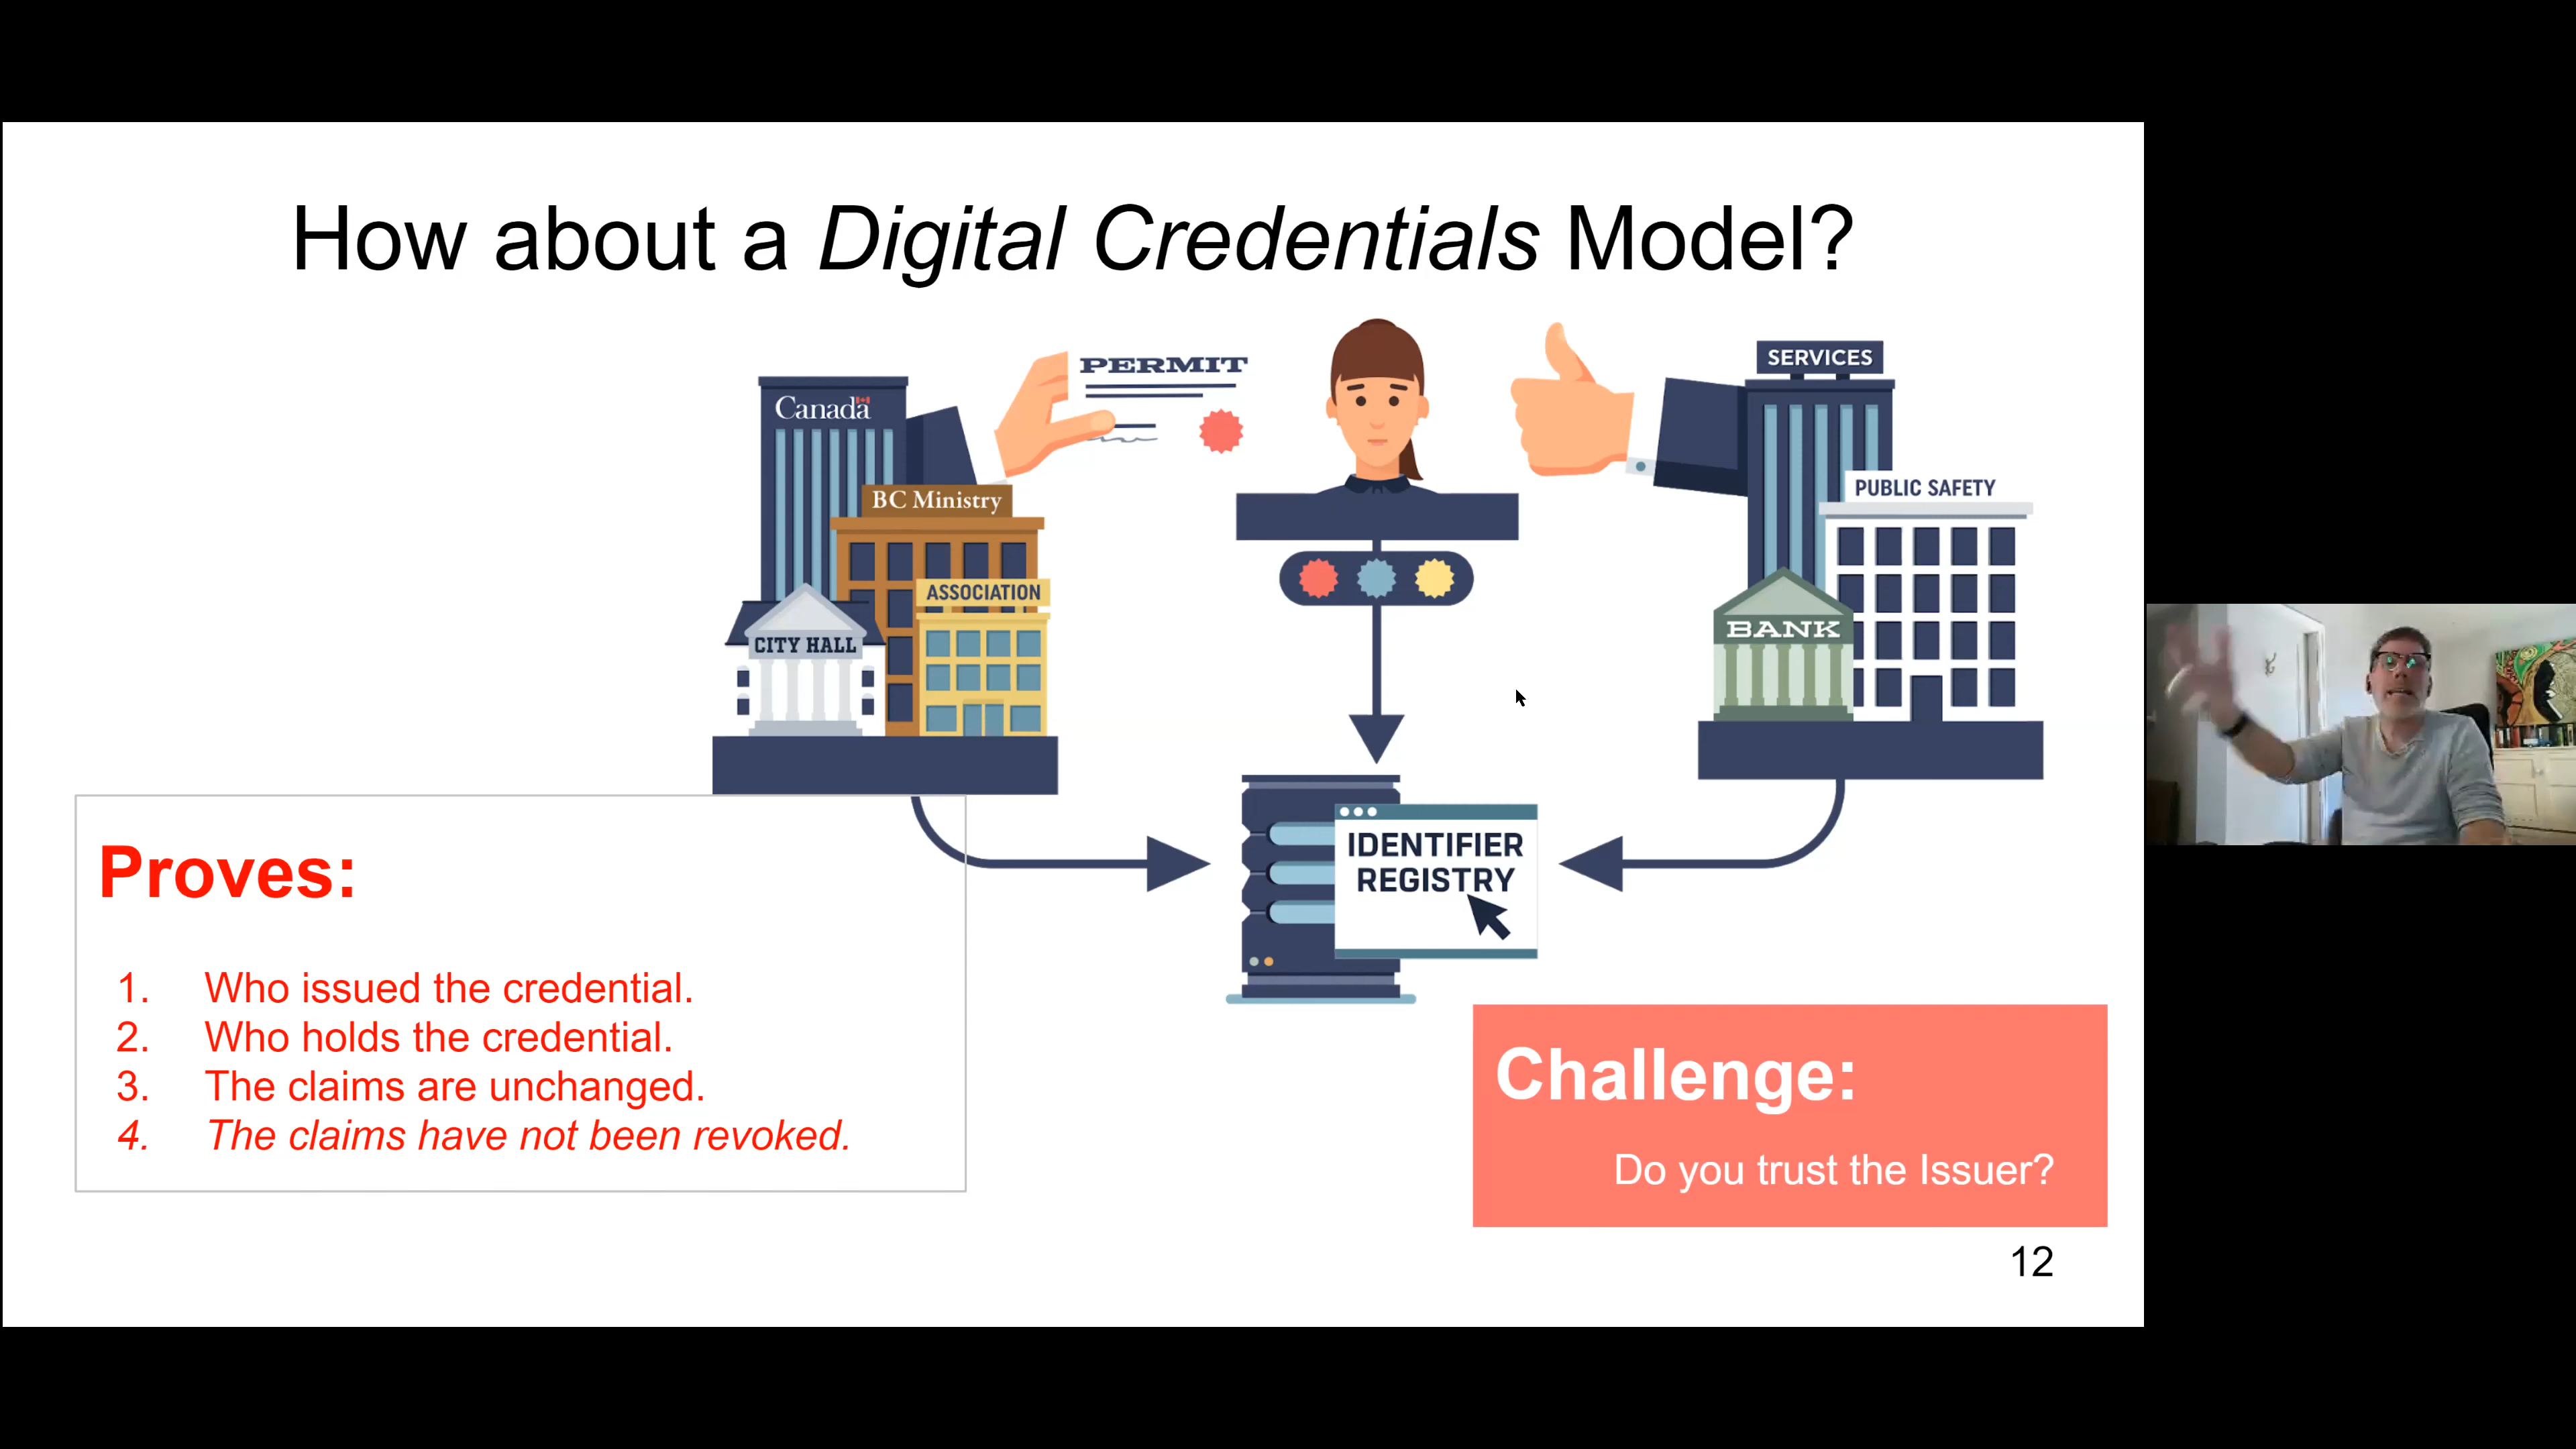 How about a Digital Credentials Model?
PERMIT
SERVICES
Canada
BC Ministry
PUBLIC SAFETY
ASSOCIATION
CITY HALL
BANK
IDENTIFIER
REGISTRY
Proves:
1. Who issued the credential.
2. Who holds the credential.
3. The claims are unchanged.
4. The claims have not been revoked.
Challenge:
Do you trust the Issuer?
12